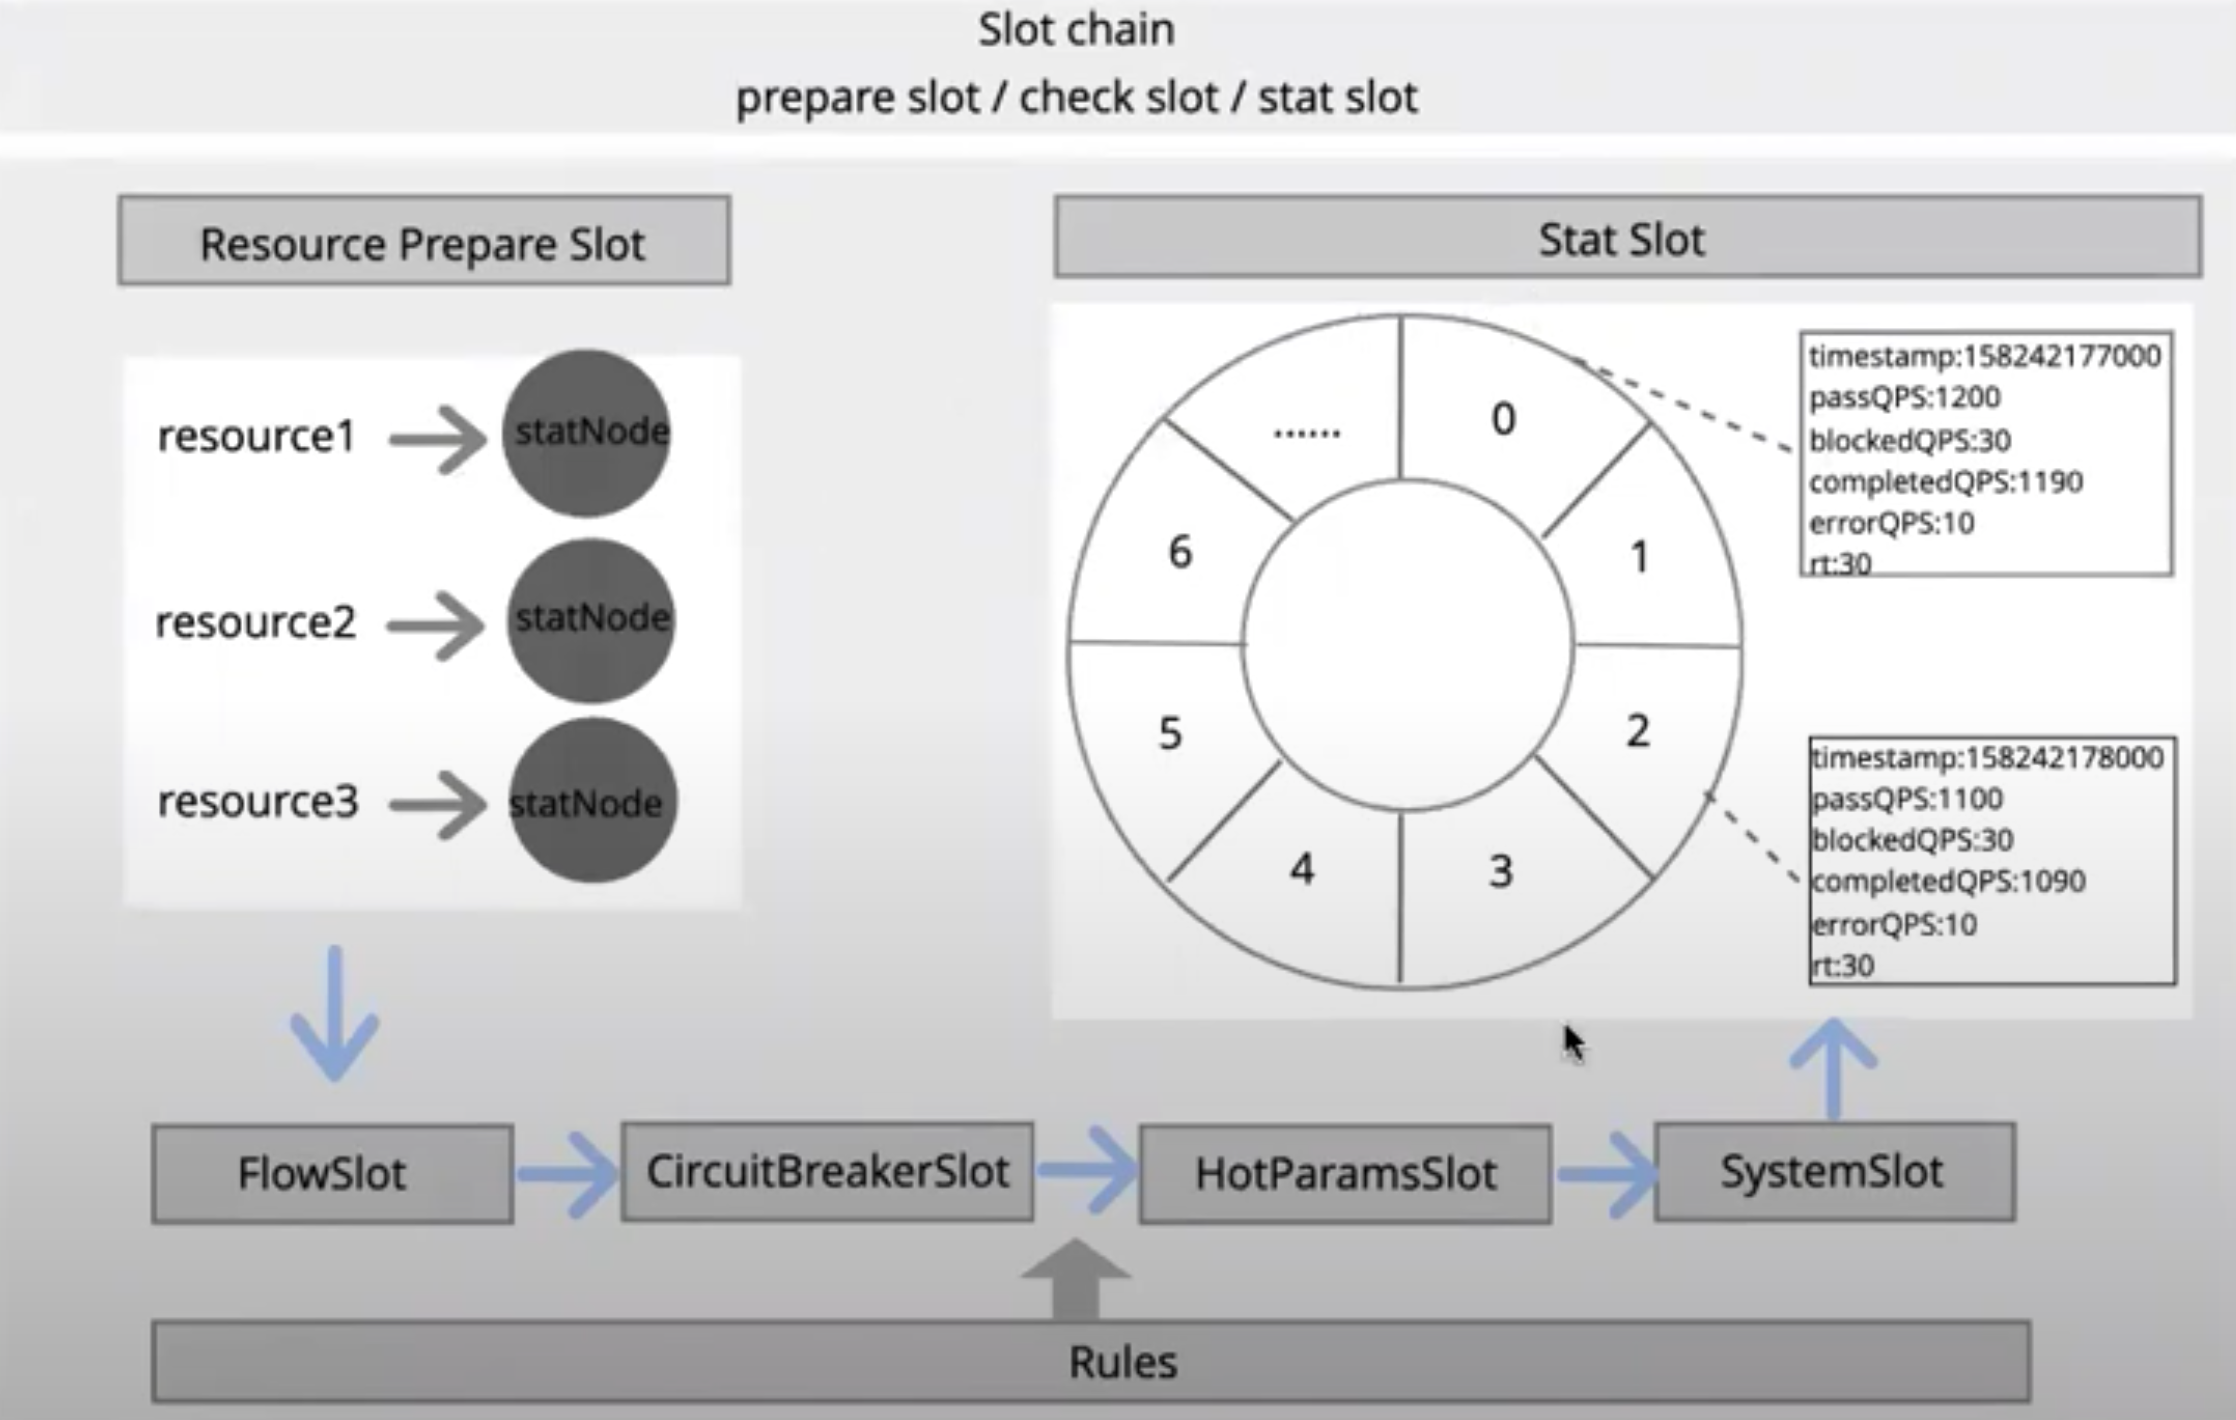 Slot chain
prepare slot / check slot / stat slot
Resource Prepare Slot
resource1
statNode
resource2
statNode
resource3
statNode
Stat Slot
......
0
1
2
3
4
5
6
timestamp:158242177000
passQPS:1200
blockedQPS:30
completedQPS:1190
errorQPS:10
rt:30
timestamp:158242178000
passQPS:1100
blockedQPS:30
completedQPS:1090
errorQPS:10
rt:30
FlowSlot
CircuitBreakerSlot
HotParamsSlot
SystemSlot
Rules